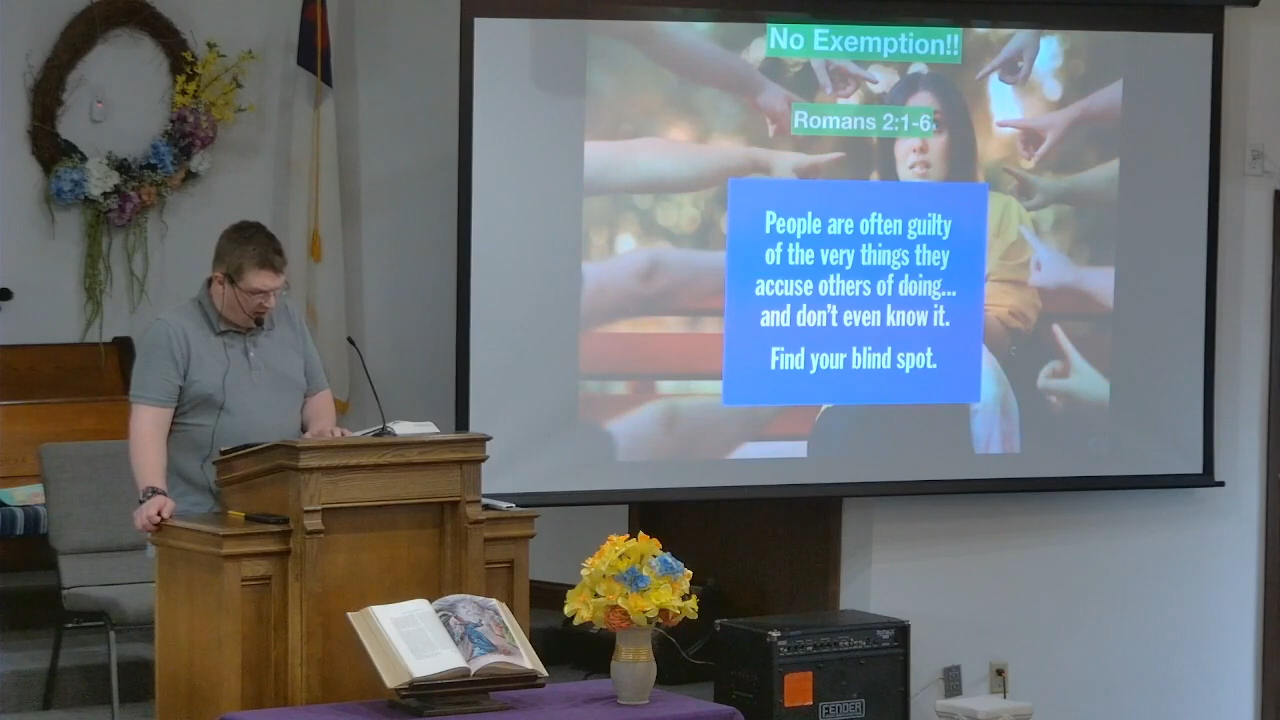 No Exemption!!
Romans 2:1-6.
People are often guilty
of the very things they
accuse others of doing...
and don't even know it.
Find your blind spot.
FENDER